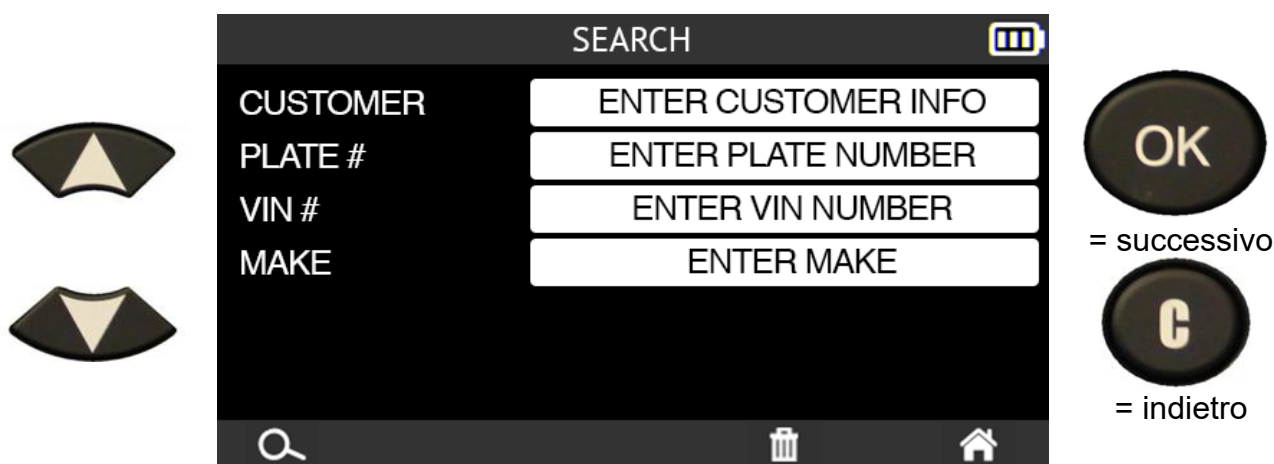 SEARCH
CUSTOMER ENTER CUSTOMER INFO
PLATE # ENTER PLATE NUMBER
VIN # ENTER VIN NUMBER
MAKE ENTER MAKE
OK
= successivo
C
= indietro